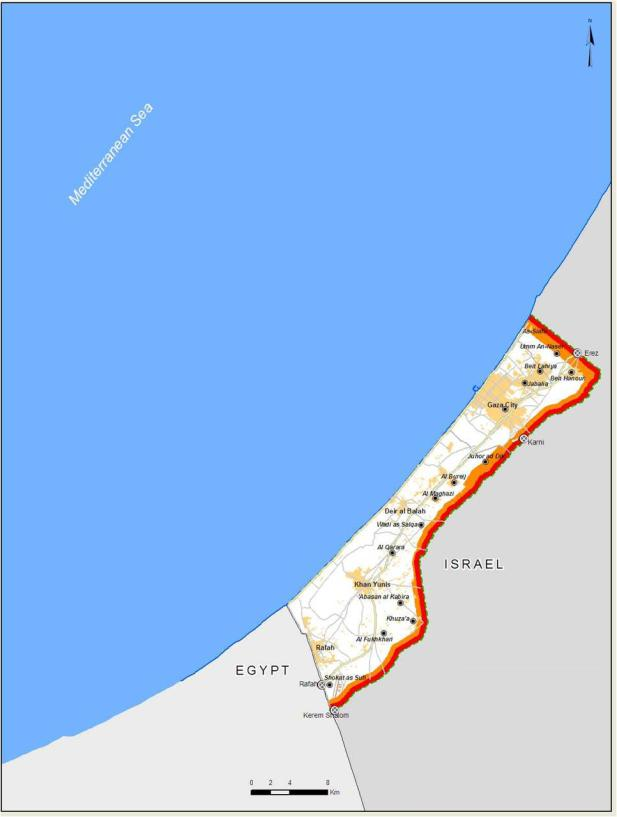 N
Mediterranean Sea
As-Siafa
Umm An-Naser
Erez
Beit Lahiya
Beit Hanoun
Jabalia
Gaza City
Karni
Juhor ad Dik
Al Bureij
Al Maghazi
Deir al Balah
Wadi as Salqa
Al Qarara
ISRAEL
Khan Yunis
'Abasan al Kabira
Khuza'a
Al Fukhkhari
Rafah
EGYPT
Shokat as Sufi
Rafah
Kerem Shalom
0 2 4 8
Km